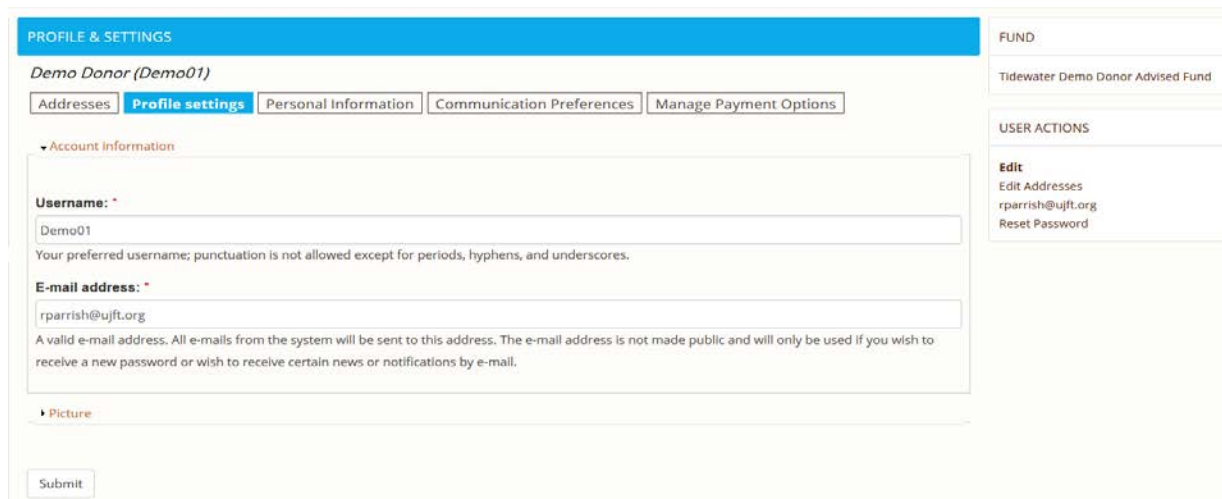 PROFILE & SETTINGS
Demo Donor (Demo01)
Addresses Profile settings Personal Information Communication Preferences Manage Payment Options
Account Information
Username: *
Demo01
Your preferred username; punctuation is not allowed except for periods, hyphens, and underscores.
E-mail address: *
rparrish@ujft.org
A valid e-mail address. All e-mails from the system will be sent to this address. The e-mail address is not made public and will only be used if you wish to
receive a new password or wish to receive certain news or notifications by e-mail.
Picture
Submit
FUND
Tidewater Demo Donor Advised Fund
USER ACTIONS
Edit
Edit Addresses
rparrish@ujft.org
Reset Password